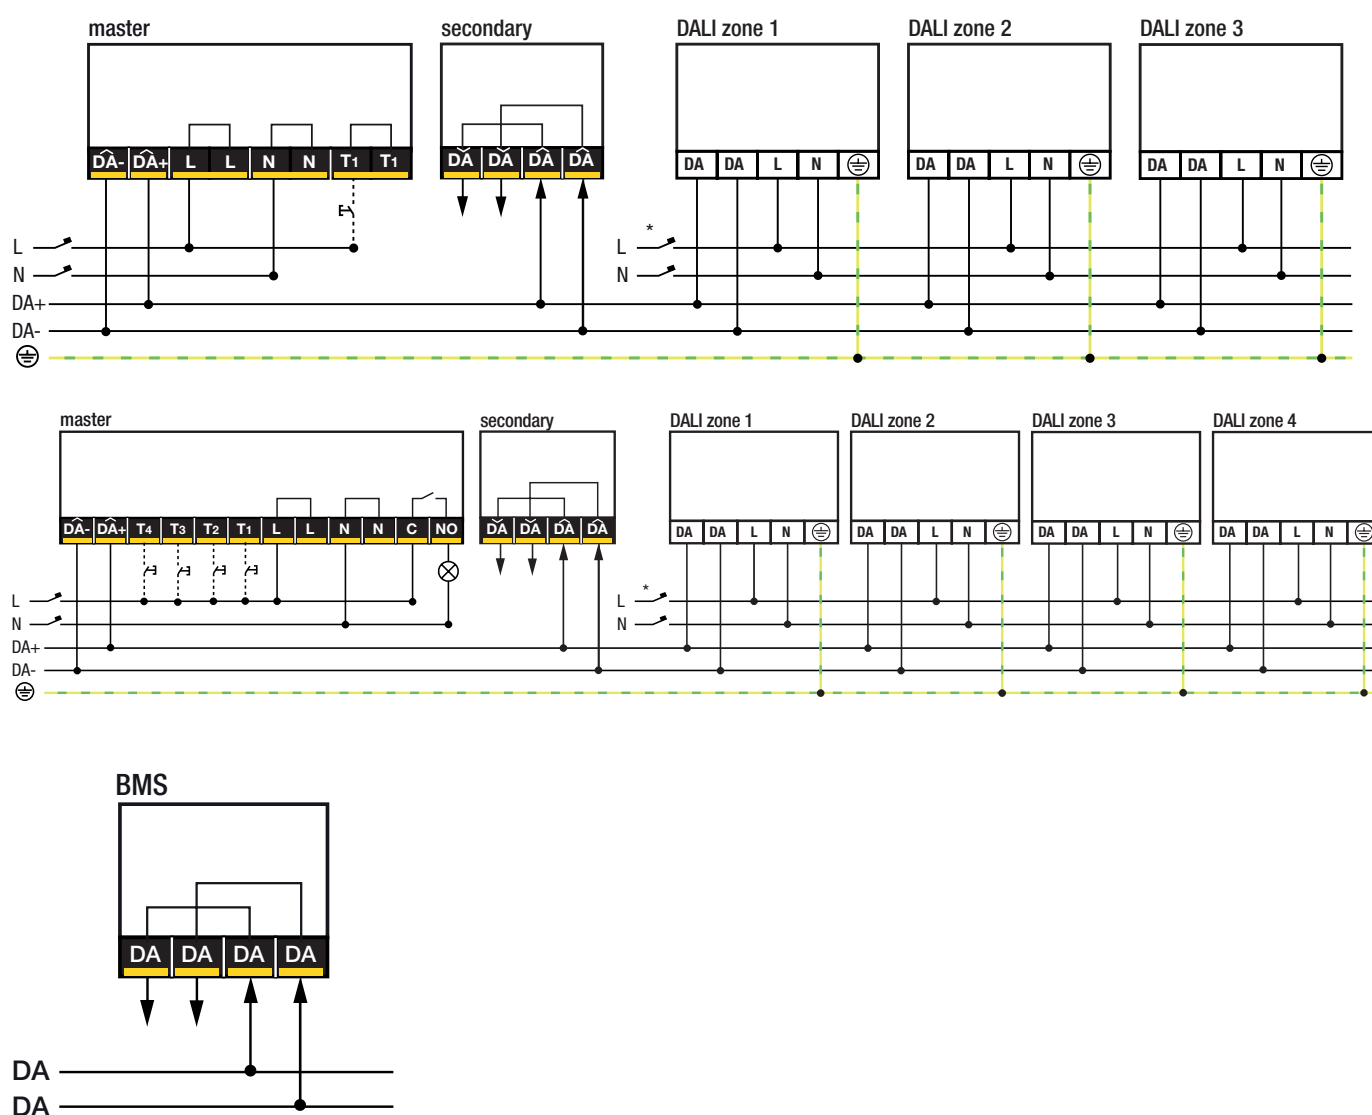 master secondary DALI zone 1 DALI zone 2 DALI zone 3
DA- DA+ L L N N T1 T1 DA DA DA DA DA DA L N DA DA L N DA DA L N
*
L L
N N
DA+
DA-
master secondary DALI zone 1 DALI zone 2 DALI zone 3 DALI zone 4
DA- DA+ T4 T3 T2 T1 L L N N C NO DA DA DA DA DA DA L N DA DA L N DA DA L N DA DA L N
*
L L
N N
DA+
DA-
BMS
DA DA DA DA
DA
DA